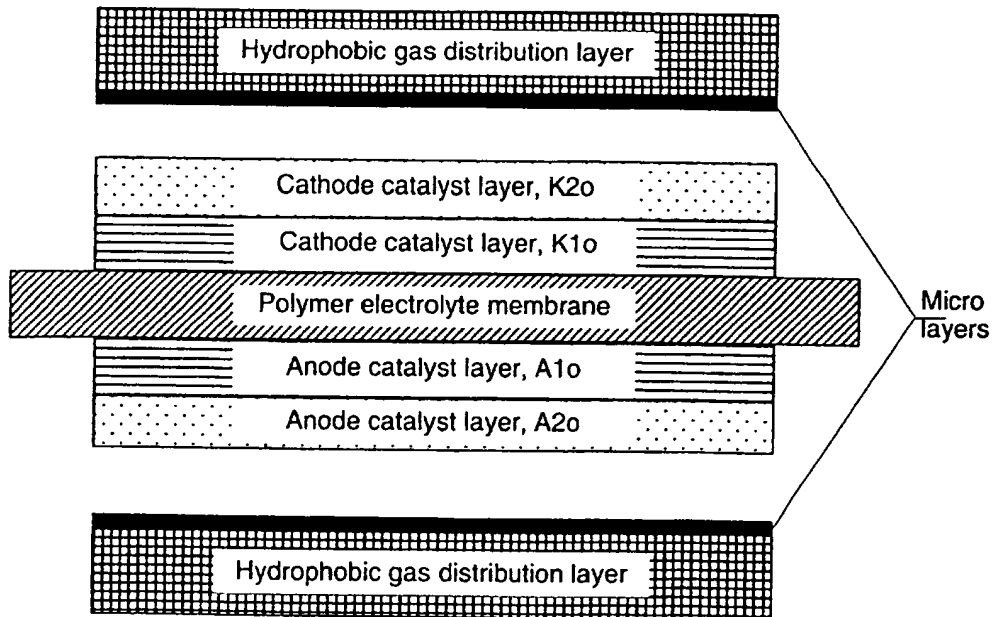 Hydrophobic gas distribution layer
Cathode catalyst layer, K2o
Cathode catalyst layer, K1o
Polymer electrolyte membrane
Micro
layers
Anode catalyst layer, A1o
Anode catalyst layer, A2o
Hydrophobic gas distribution layer